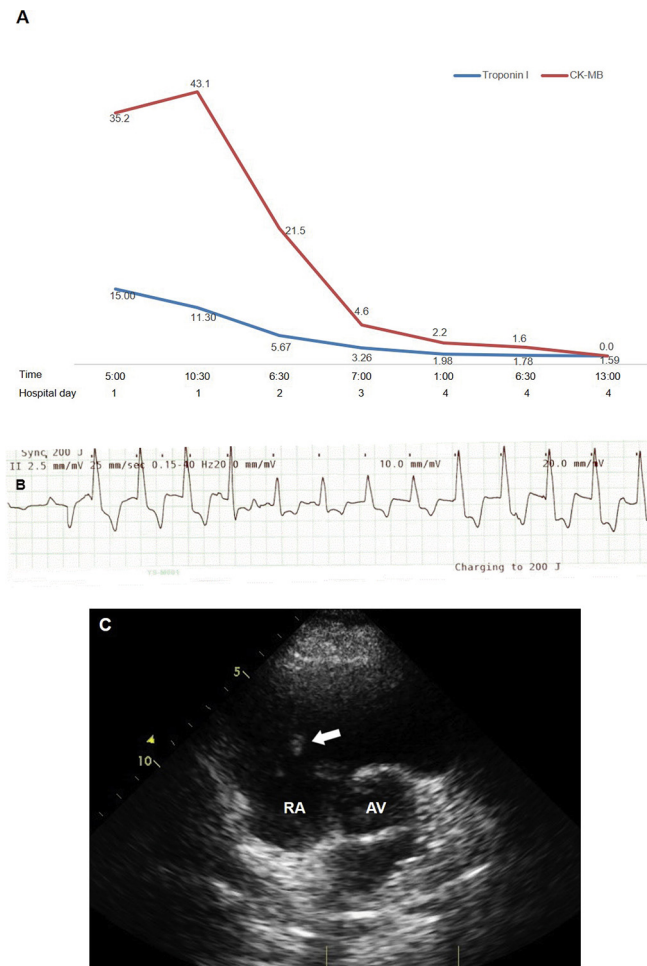 A
Troponin I CK-MB
43.1
35.2
21.5
15.00
11.30
5.67
4.6
3.26
2.2
1.98
1.6
1.78
0.0
1.59
Time 5:00 10:30 6:30 7:00 1:00 6:30 13:00
Hospital day 1 1 2 3 4 4 4
Sync 200 J
II 2.5 mm/mV 25 mm/sec 0.15-40 Hz20.0 mm/mV 10.0 mm/mV 20.0 mm/mV
B
Charging to 200 J
C
5
10
RA AV